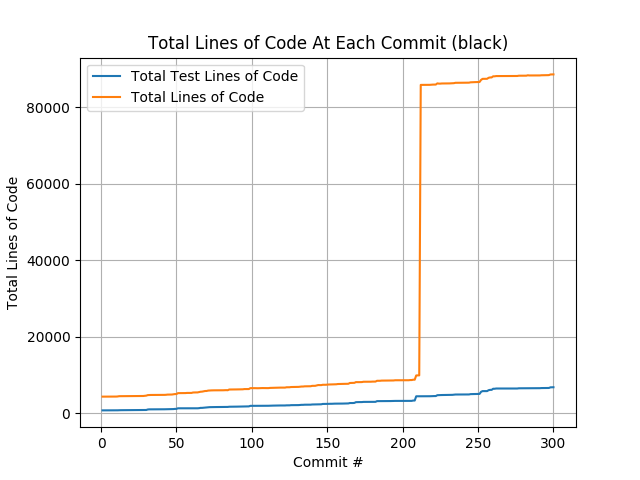 Total Lines of Code At Each Commit (black)
Total Test Lines of Code
Total Lines of Code
80000
60000
40000
20000
0
Total Lines of Code
0 50 100 150 200 250 300
Commit #